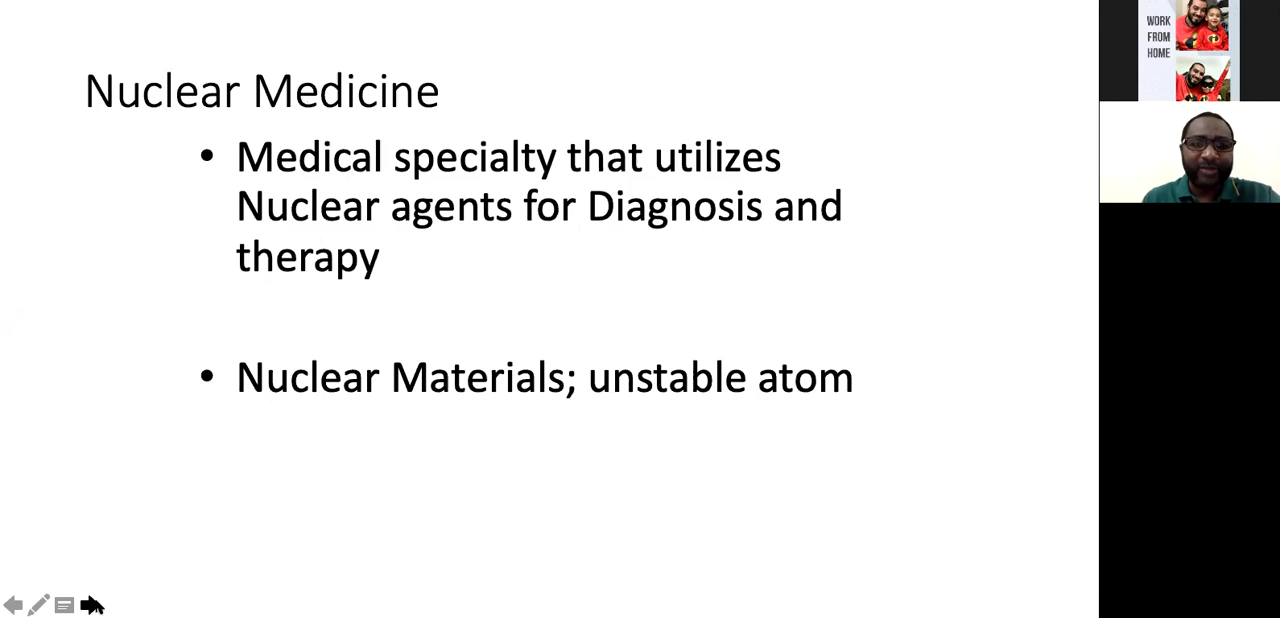 Nuclear Medicine
• Medical specialty that utilizes
Nuclear agents for Diagnosis and
therapy
• Nuclear Materials; unstable atom
WORK
FROM
HOME